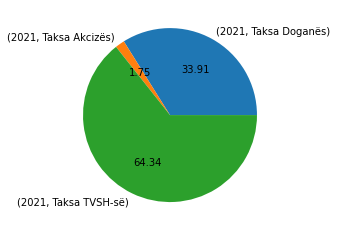 (2021, Taksa Doganës)
(2021, Taksa Akcizës)
33.91
1.75
64.34
(2021, Taksa TVSH-së)